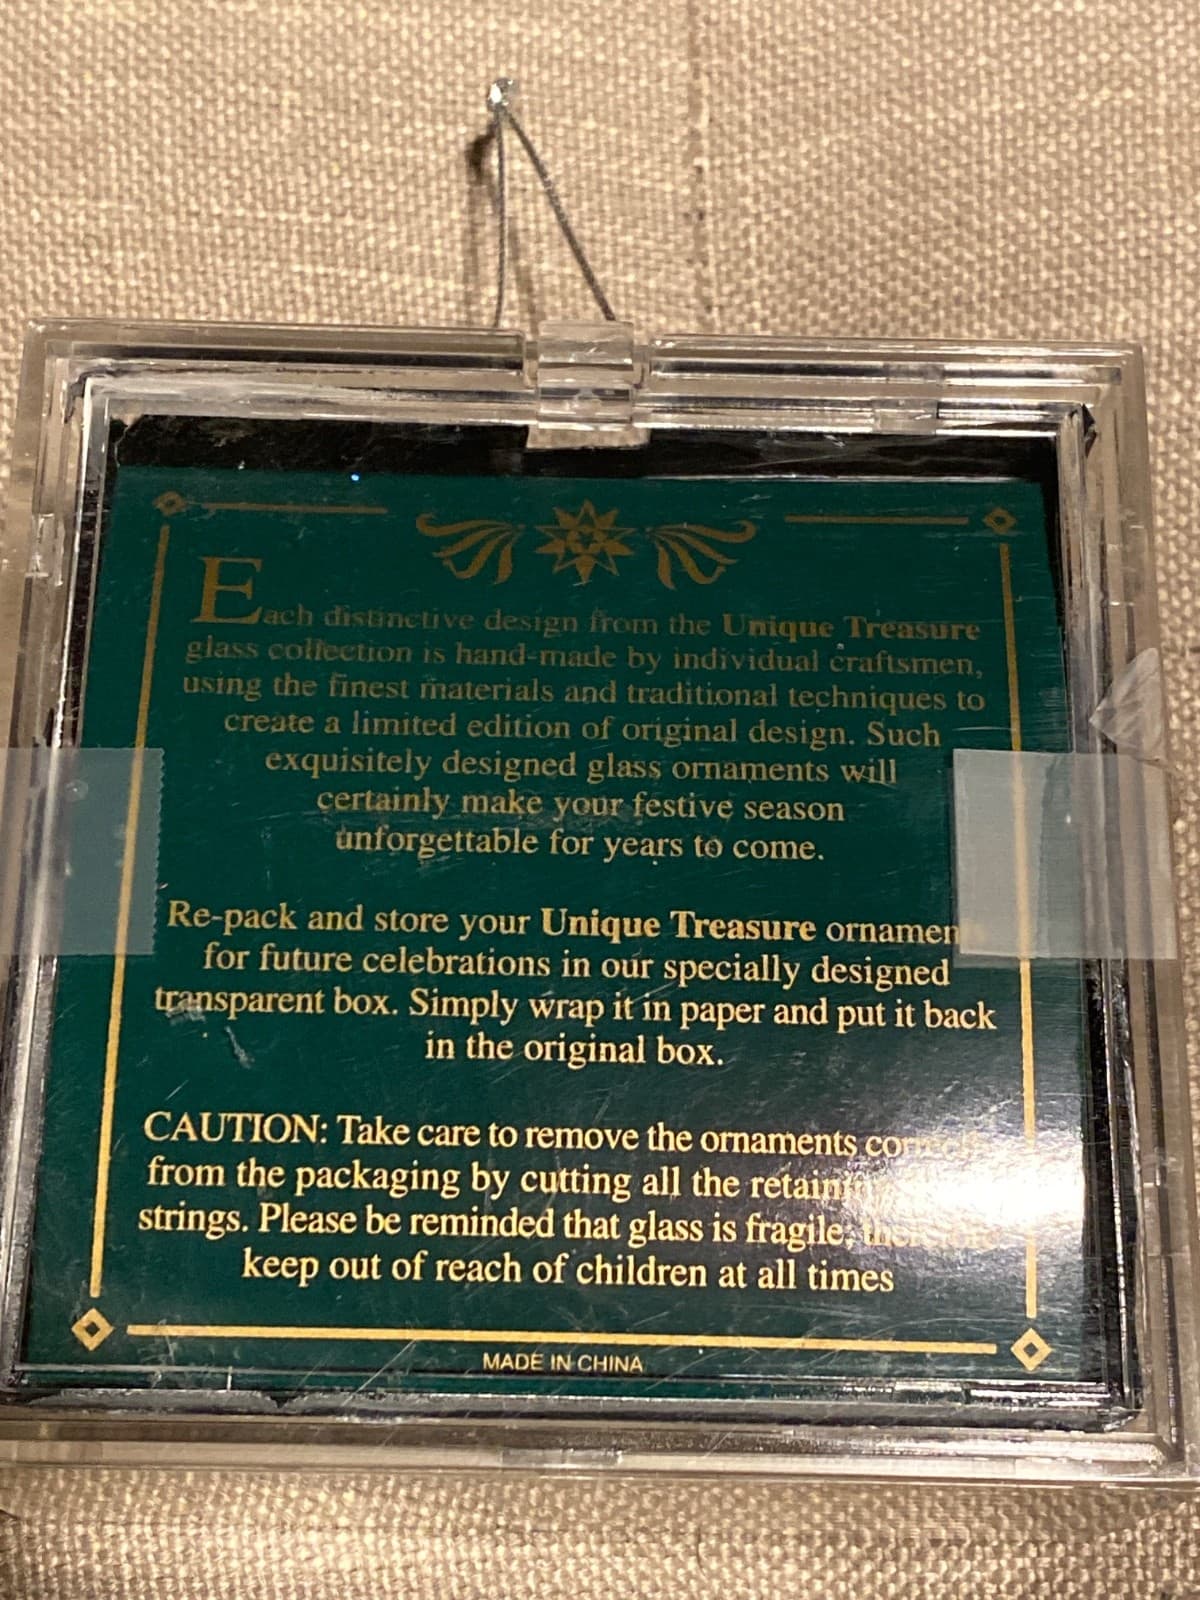 Each distinctive design from the Unique Treasure
glass collection is hand-made by individual craftsmen,
using the finest materials and traditional techniques to
create a limited edition of original design. Such
exquisitely designed glass ornaments will
certainly make your festive season
unforgettable for years to come.
Re-pack and store your Unique Treasure
for future celebrations in our specially designed
transparent box. Simply wrap it in paper and put it back
in the original box.
CAUTION: Take care to remove the ornaments correctly
from the packaging by cutting all the
strings. Please be reminded that glass is fragile, therefore
keep out of reach of children at all times
MADE IN CHINA